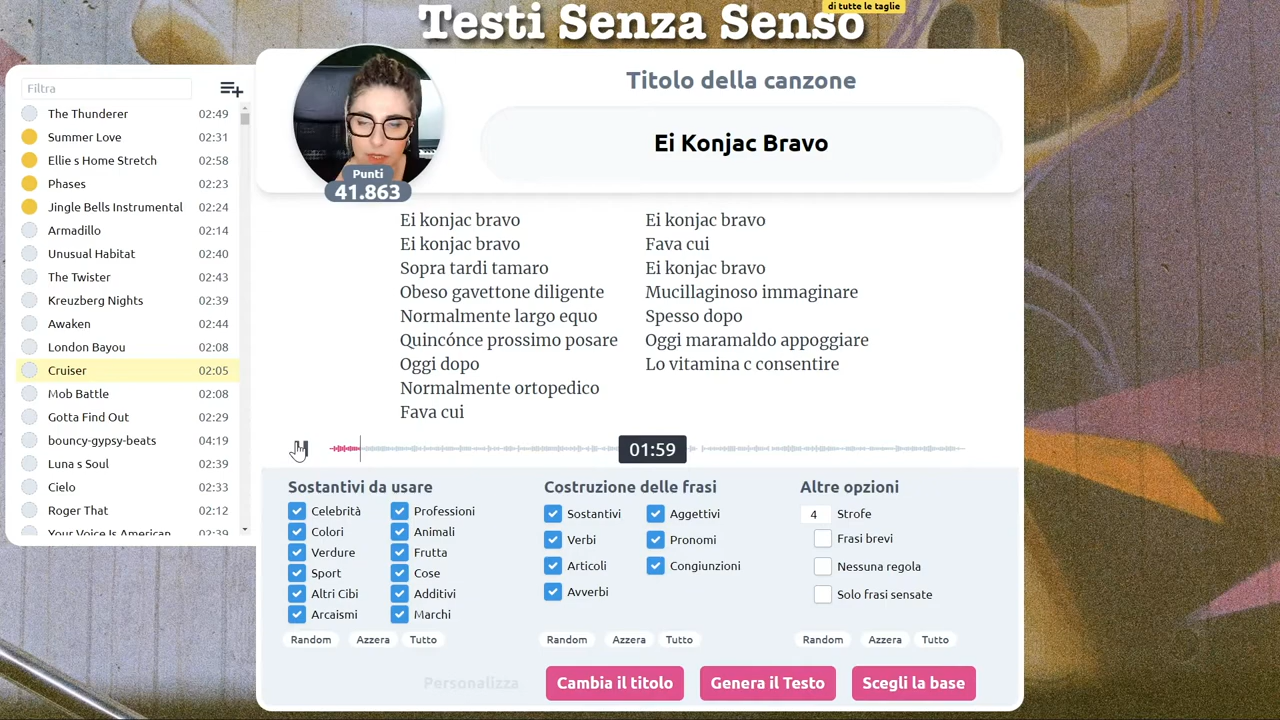 di tutte le taglie
Testi Senza Senso
Filtra
The Thunderer 02:49
Summer Love 02:31
Ellie s Home Stretch 02:58
Phases 02:23
Jingle Bells Instrumental 02:24
Armadillo 02:14
Unusual Habitat 02:40
The Twister 02:43
Kreuzberg Nights 02:39
Awaken 02:44
London Bayou 02:08
Cruiser 02:05
Mob Battle 02:08
Gotta Find Out 02:29
bouncy-gypsy-beats 04:19
Luna s Soul 02:39
Cielo 02:33
Roger That 02:12
Your Voice Is American 02:39
Punti
41.863
Titolo della canzone
Ei Konjac Bravo
Ei konjac bravo
Ei konjac bravo
Sopra tardi tamaro
Obeso gavettone diligente
Normalmente largo equo
Quincónce prossimo posare
Oggi dopo
Normalmente ortopedico
Fava cui
Ei konjac bravo
Fava cui
Ei konjac bravo
Mucillaginoso immaginare
Spesso dopo
Oggi maramaldo appoggiare
Lo vitamina c consentire
01:59
Sostantivi da usare
Celebrità Professioni
Colori Animali
Verdure Frutta
Sport Cose
Altri Cibi Additivi
Arcaismi Marchi
Random Azzera Tutto
Costruzione delle frasi
Sostantivi Aggettivi
Verbi Pronomi
Articoli Congiunzioni
Avverbi
Random Azzera Tutto
Altre opzioni
4 Strofe
Frasi brevi
Nessuna regola
Solo frasi sensate
Random Azzera Tutto
Personalizza Cambia il titolo Genera il Testo Scegli la base